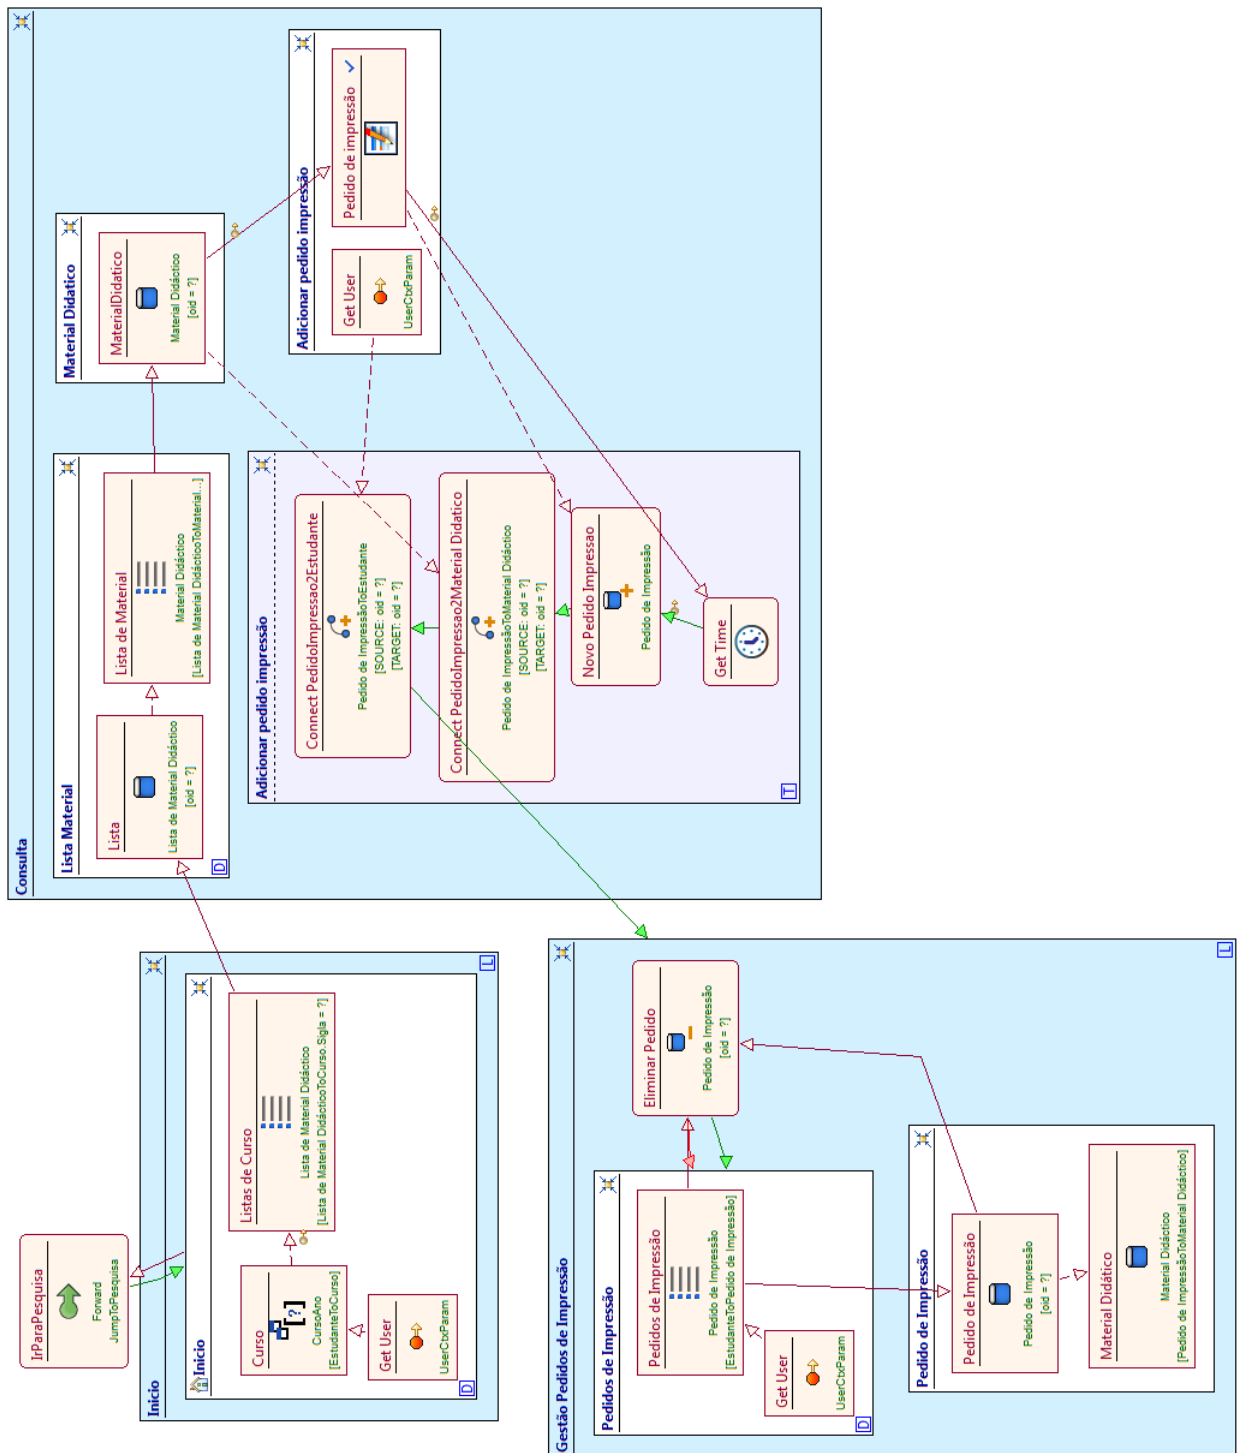 IrParaPesquisa
Forward
JumpToPesquisa
Inicio
Inicio
Curso
CursoAno
[EstudanteToCurso]
Get User
UserCtxParam
D
Listas de Curso
Lista de Material Didáctico
[Lista de Material DidácticoToCurso.Sigla = ?]
L
Consulta
Lista Material
Lista
Lista de Material Didáctico
[oid = ?]
D
Lista de Material
Material Didáctico
[Lista de Material DidácticoToMaterial...]
Material Didatico
MaterialDidatico
Material Didáctico
[oid = ?]
Adicionar pedido impressão
Get User
UserCtxParam
Pedido de impressão
Adicionar pedido impressão
Connect PedidoImpressao2Estudante
Pedido de ImpressãoToEstudante
[SOURCE: oid = ?]
[TARGET: oid = ?]
Connect PedidoImpressao2Material Didatico
Pedido de ImpressãoToMaterial Didáctico
[SOURCE: oid = ?]
[TARGET: oid = ?]
Novo Pedido Impressao
Pedido de Impressão
Get Time
T
Gestão Pedidos de Impressão
Pedidos de Impressão
Pedidos de Impressão
Pedido de Impressão
[EstudanteToPedido de Impressão]
Get User
UserCtxParam
D
Eliminar Pedido
Pedido de Impressão
[oid = ?]
Pedido de Impressão
Pedido de Impressão
Pedido de Impressão
[oid = ?]
Material Didático
Material Didáctico
[Pedido de ImpressãoToMaterial Didáctico]
L